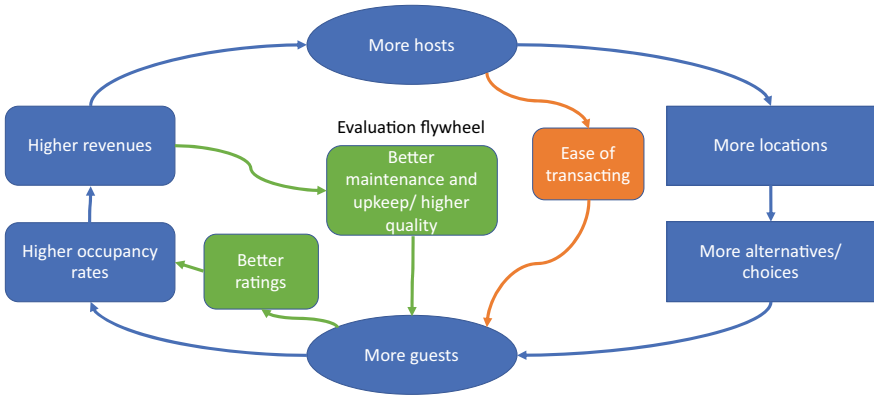 More hosts
Evaluation flywheel
Higher revenues
Better
maintenance and
upkeep/ higher
quality
Ease of
transacting
More locations
Higher occupancy
rates
Better
ratings
More alternatives/
choices
More guests